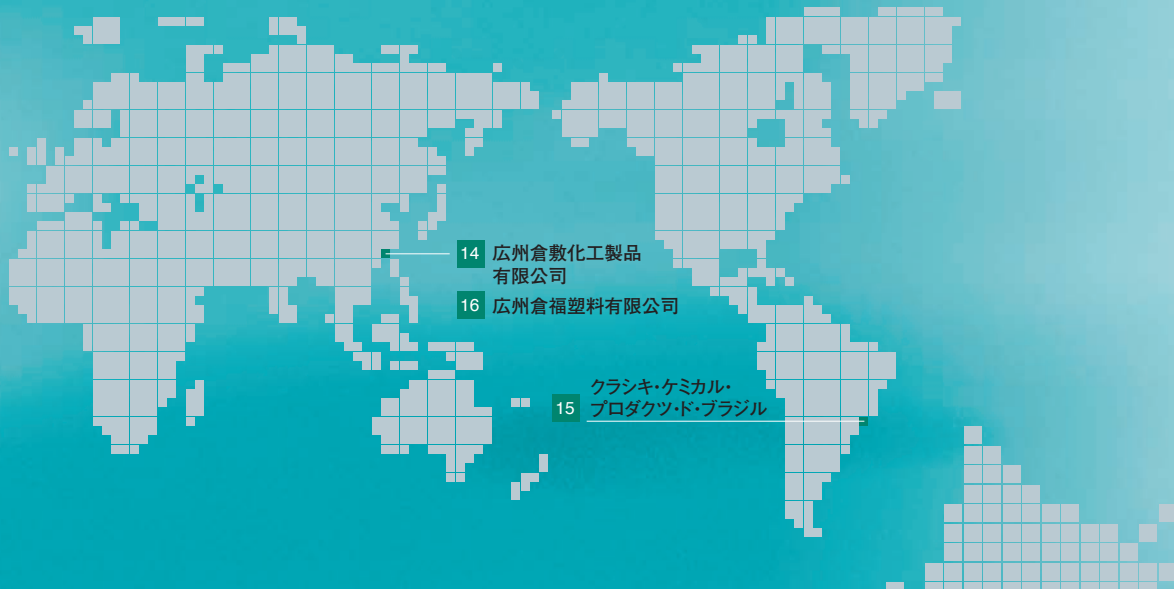 14 広州倉敷化工製品
有限公司
16 広州倉福塑料有限公司
15 クラシキ・ケミカル・
プロダクツ・ド・ブラジル